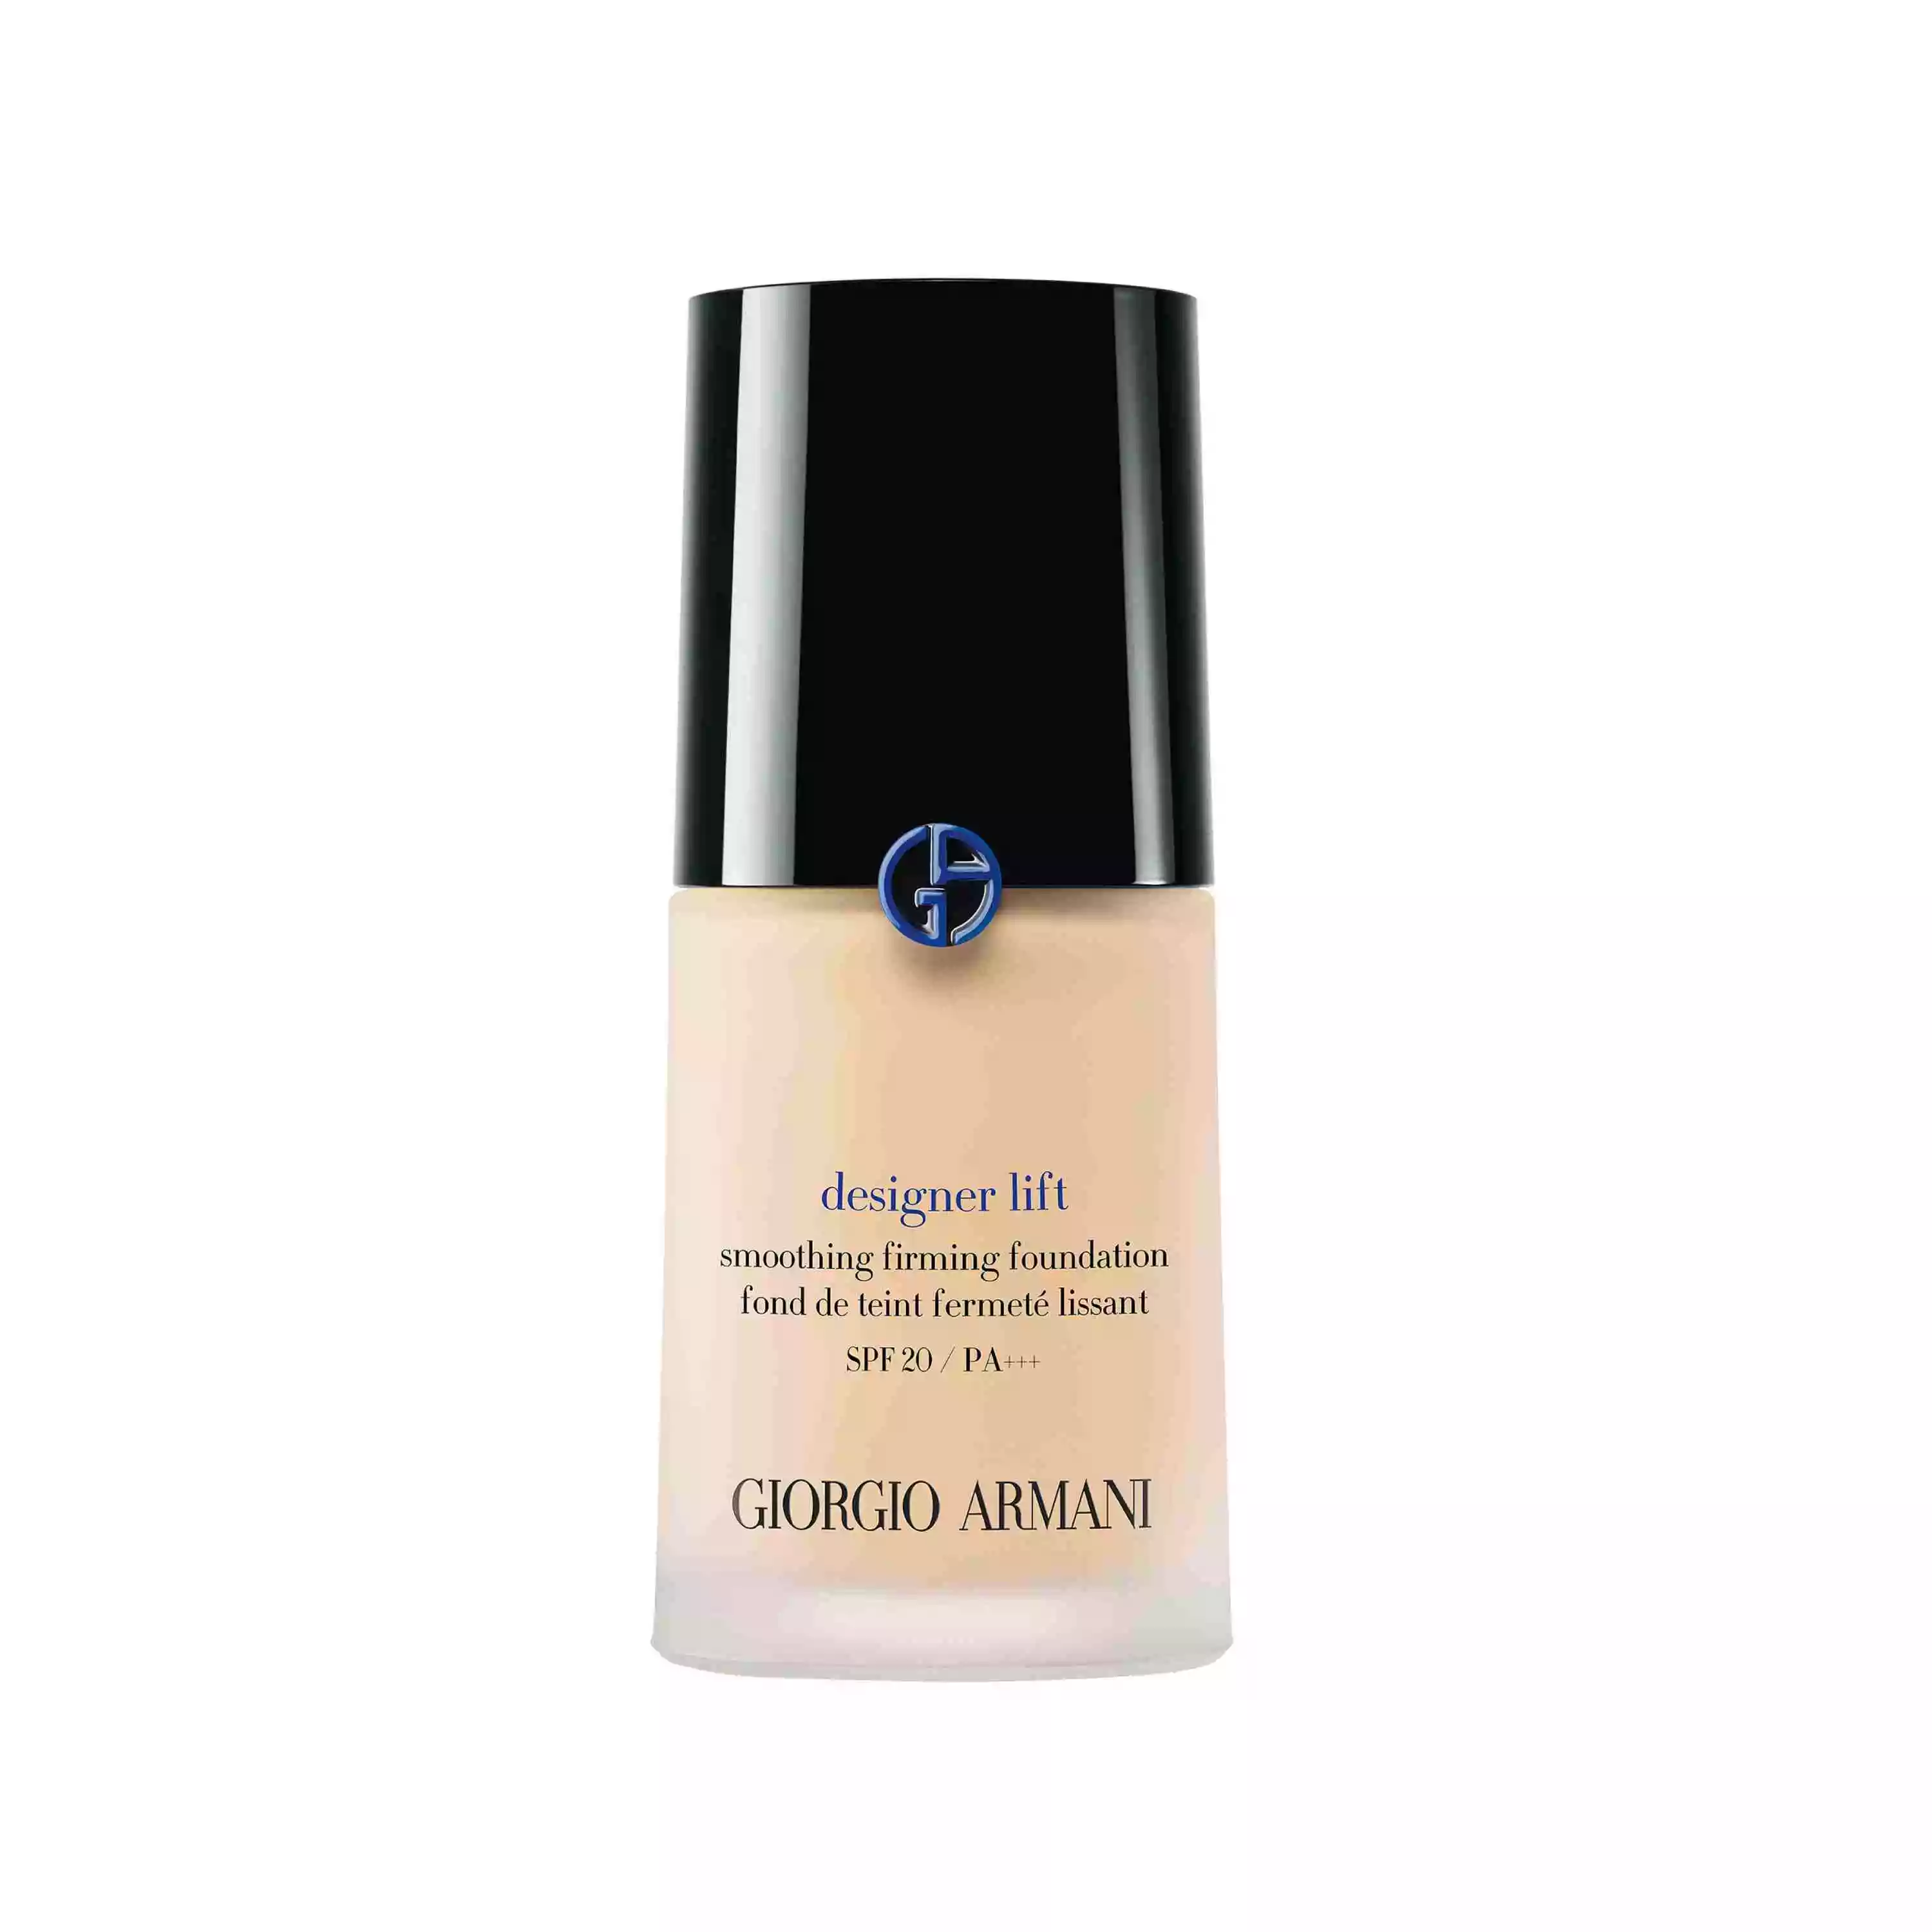 designer lift
smoothing firming foundation
fond de teint fermeté lissant
SPF 20 / PA+++
GIORGIO ARMANI